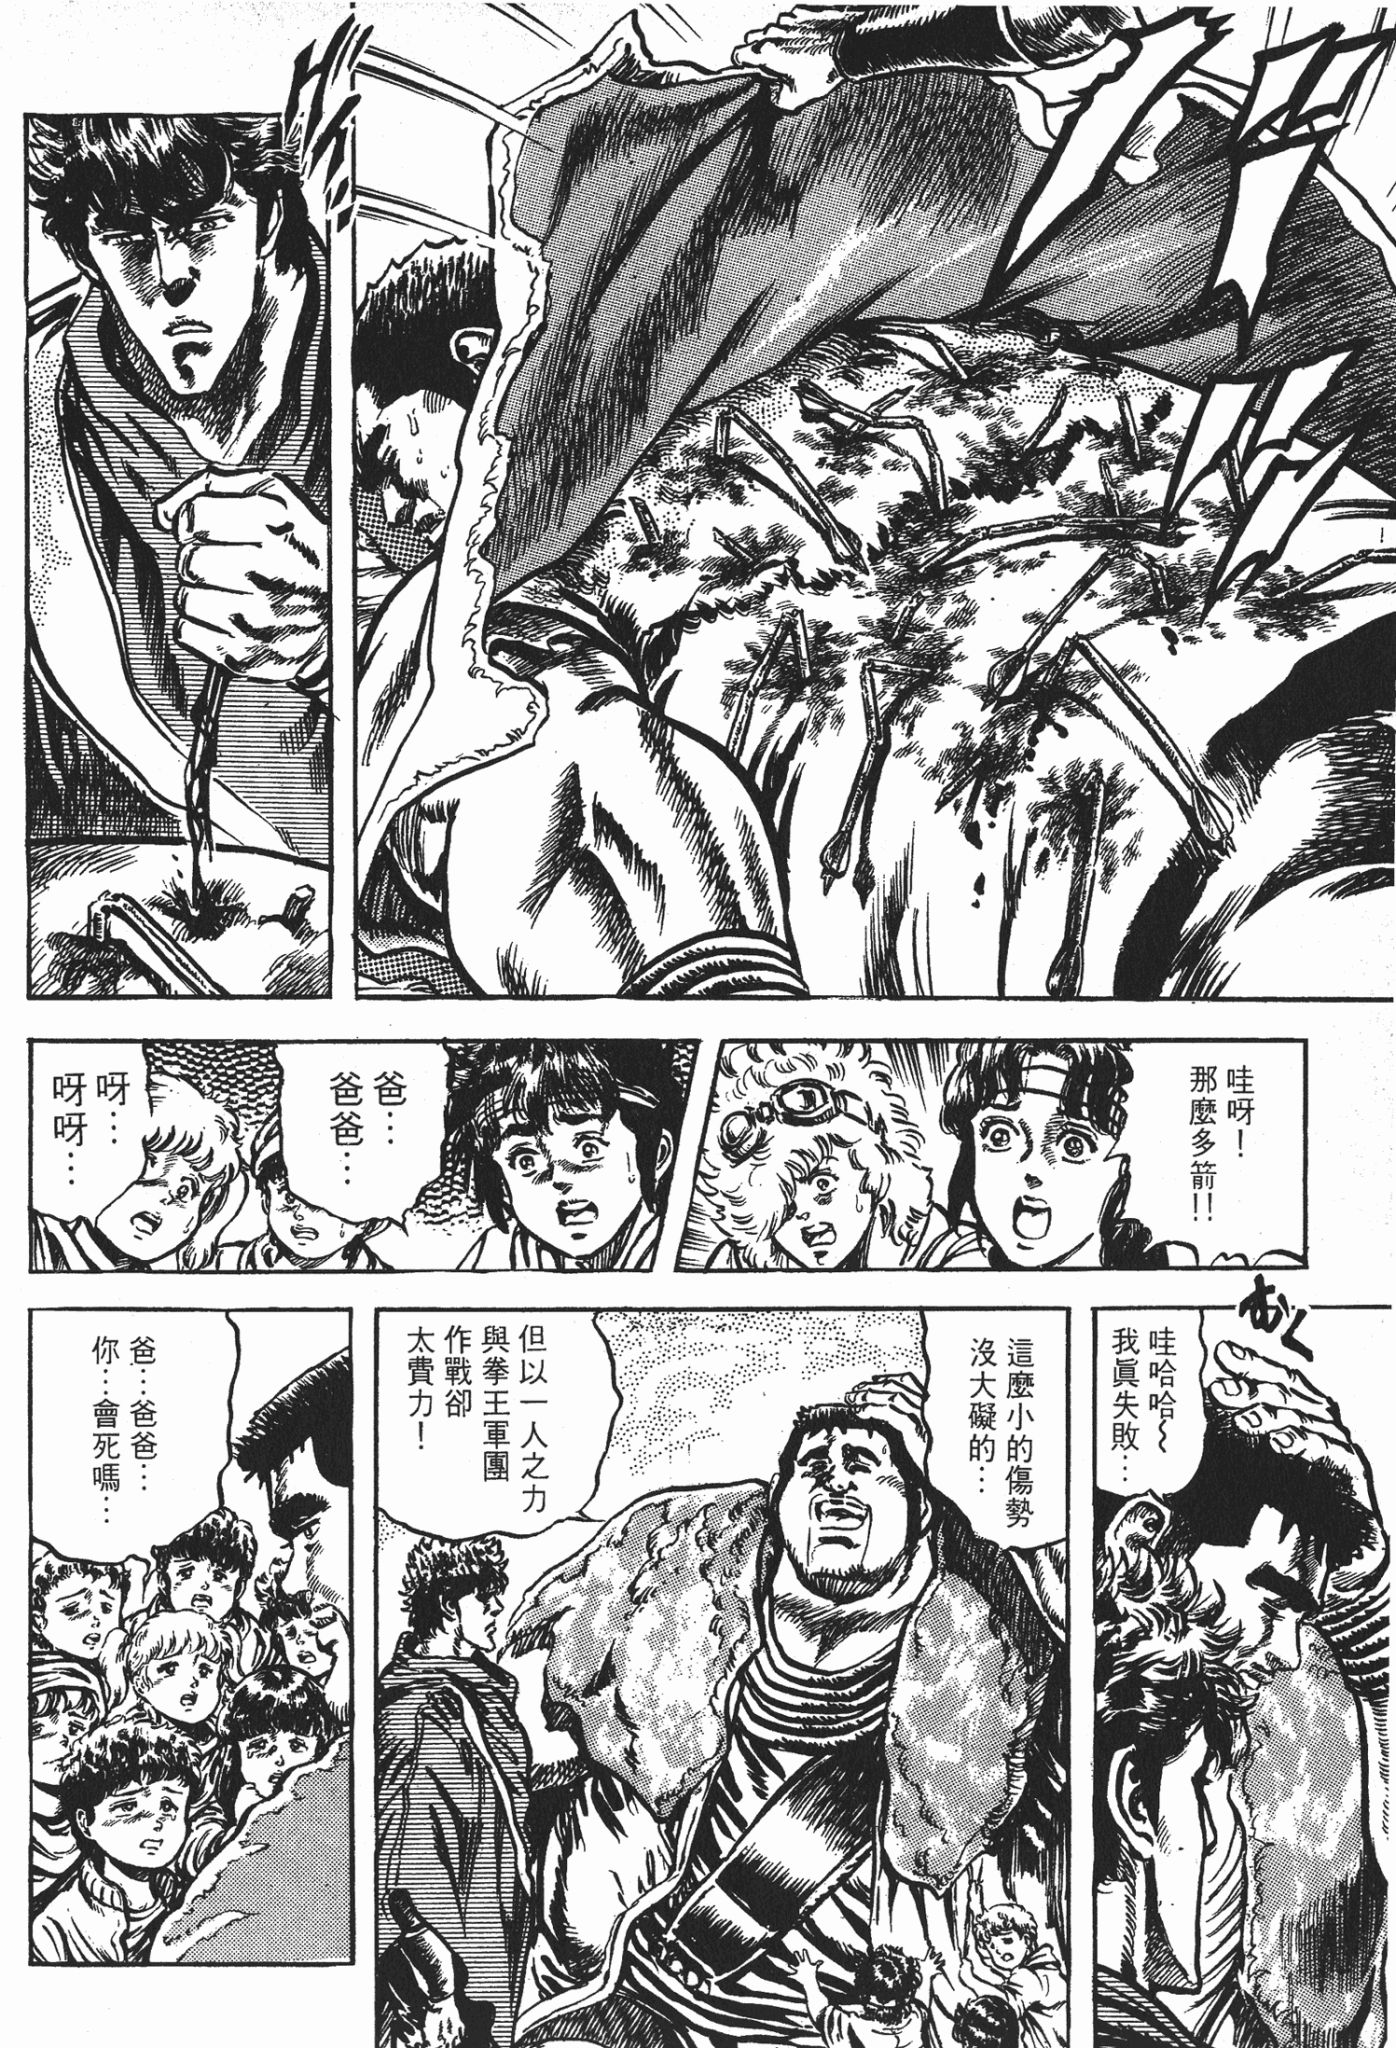 哇呀！
那麼多箭!!
爸…
爸爸…
呀…
呀呀…
むく
哇哈哈～
我眞失敗…
這麼小的傷勢
沒大礙的…
但以一人之力
與拳王軍團
作戰卻
太費力！
爸…爸爸…
你…會死嗎…